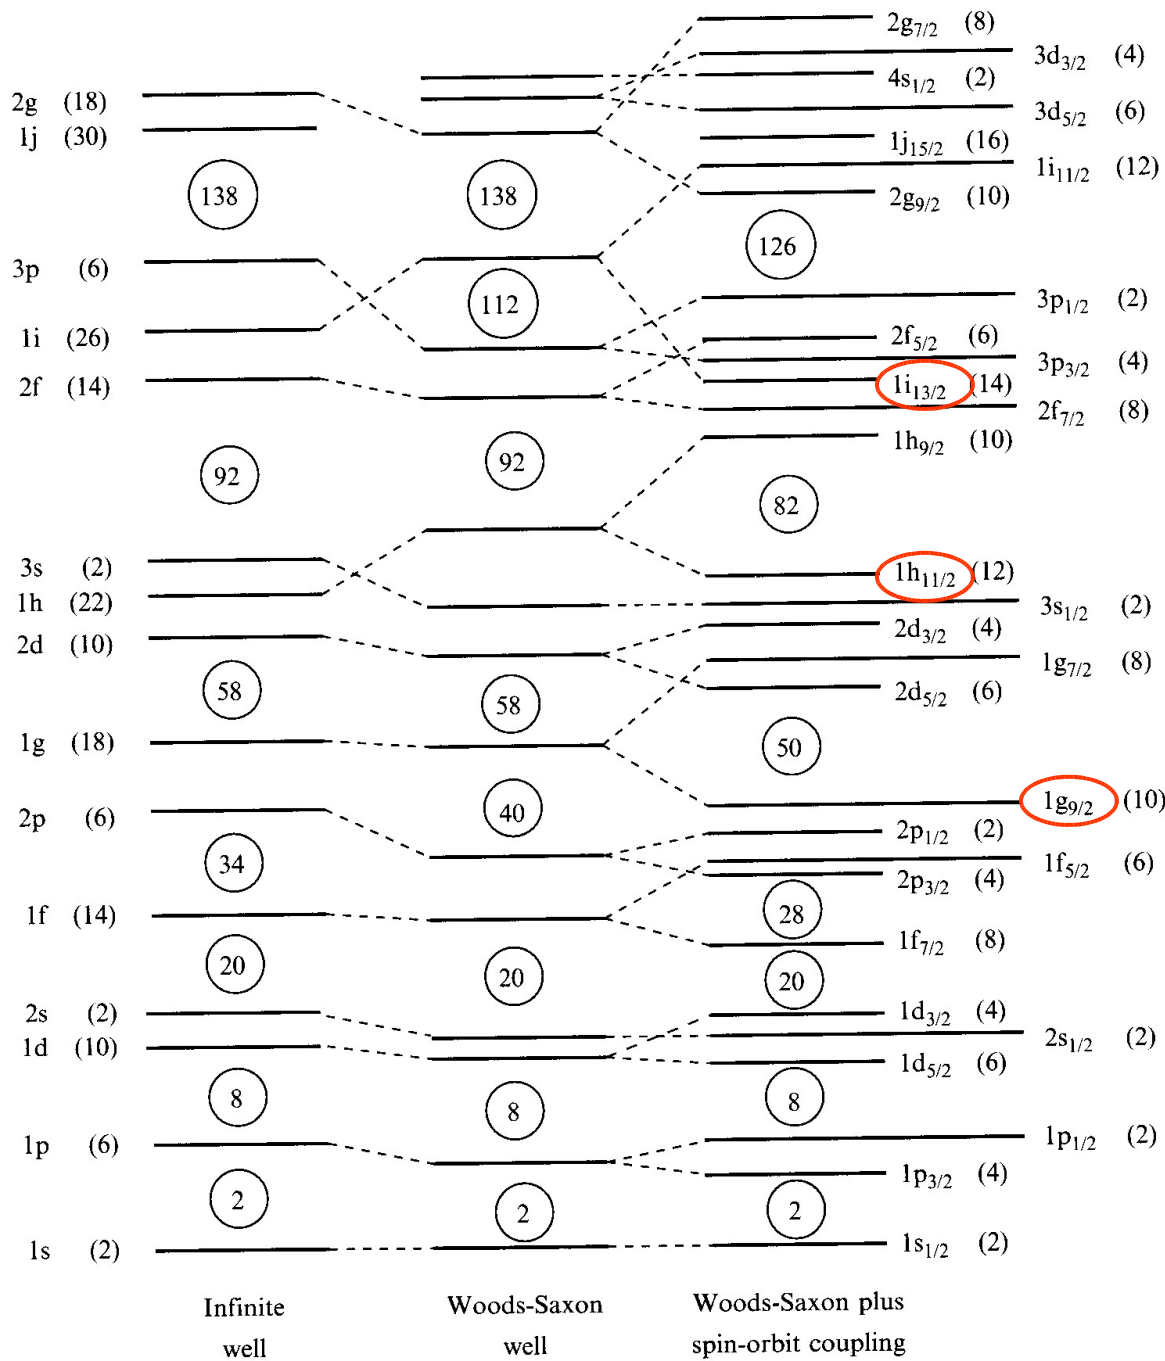 2g7/2 (8)
3d3/2 (4)
4s1/2 (2)
2g (18)
3d5/2 (6)
1j (30)
1j15/2 (16)
1i11/2 (12)
138
138
2g9/2 (10)
126
3p (6)
112
3p1/2 (2)
1i (26)
2f5/2 (6)
3p3/2 (4)
2f (14)
1i13/2 (14)
2f7/2 (8)
1h9/2 (10)
92
92
82
3s (2)
1h11/2 (12)
1h (22)
3s1/2 (2)
2d3/2 (4)
2d (10)
1g7/2 (8)
58
58
2d5/2 (6)
1g (18)
50
1g9/2 (10)
2p (6)
40
2p1/2 (2)
34
1f5/2 (6)
2p3/2 (4)
1f (14)
28
1f7/2 (8)
20
20
20
2s (2)
1d3/2 (4)
2s1/2 (2)
1d (10)
1d5/2 (6)
8
8
8
1p (6)
1p1/2 (2)
1p3/2 (4)
2
2
2
1s (2)
1s1/2 (2)
Infinite
well
Woods-Saxon
well
Woods-Saxon plus
spin-orbit coupling